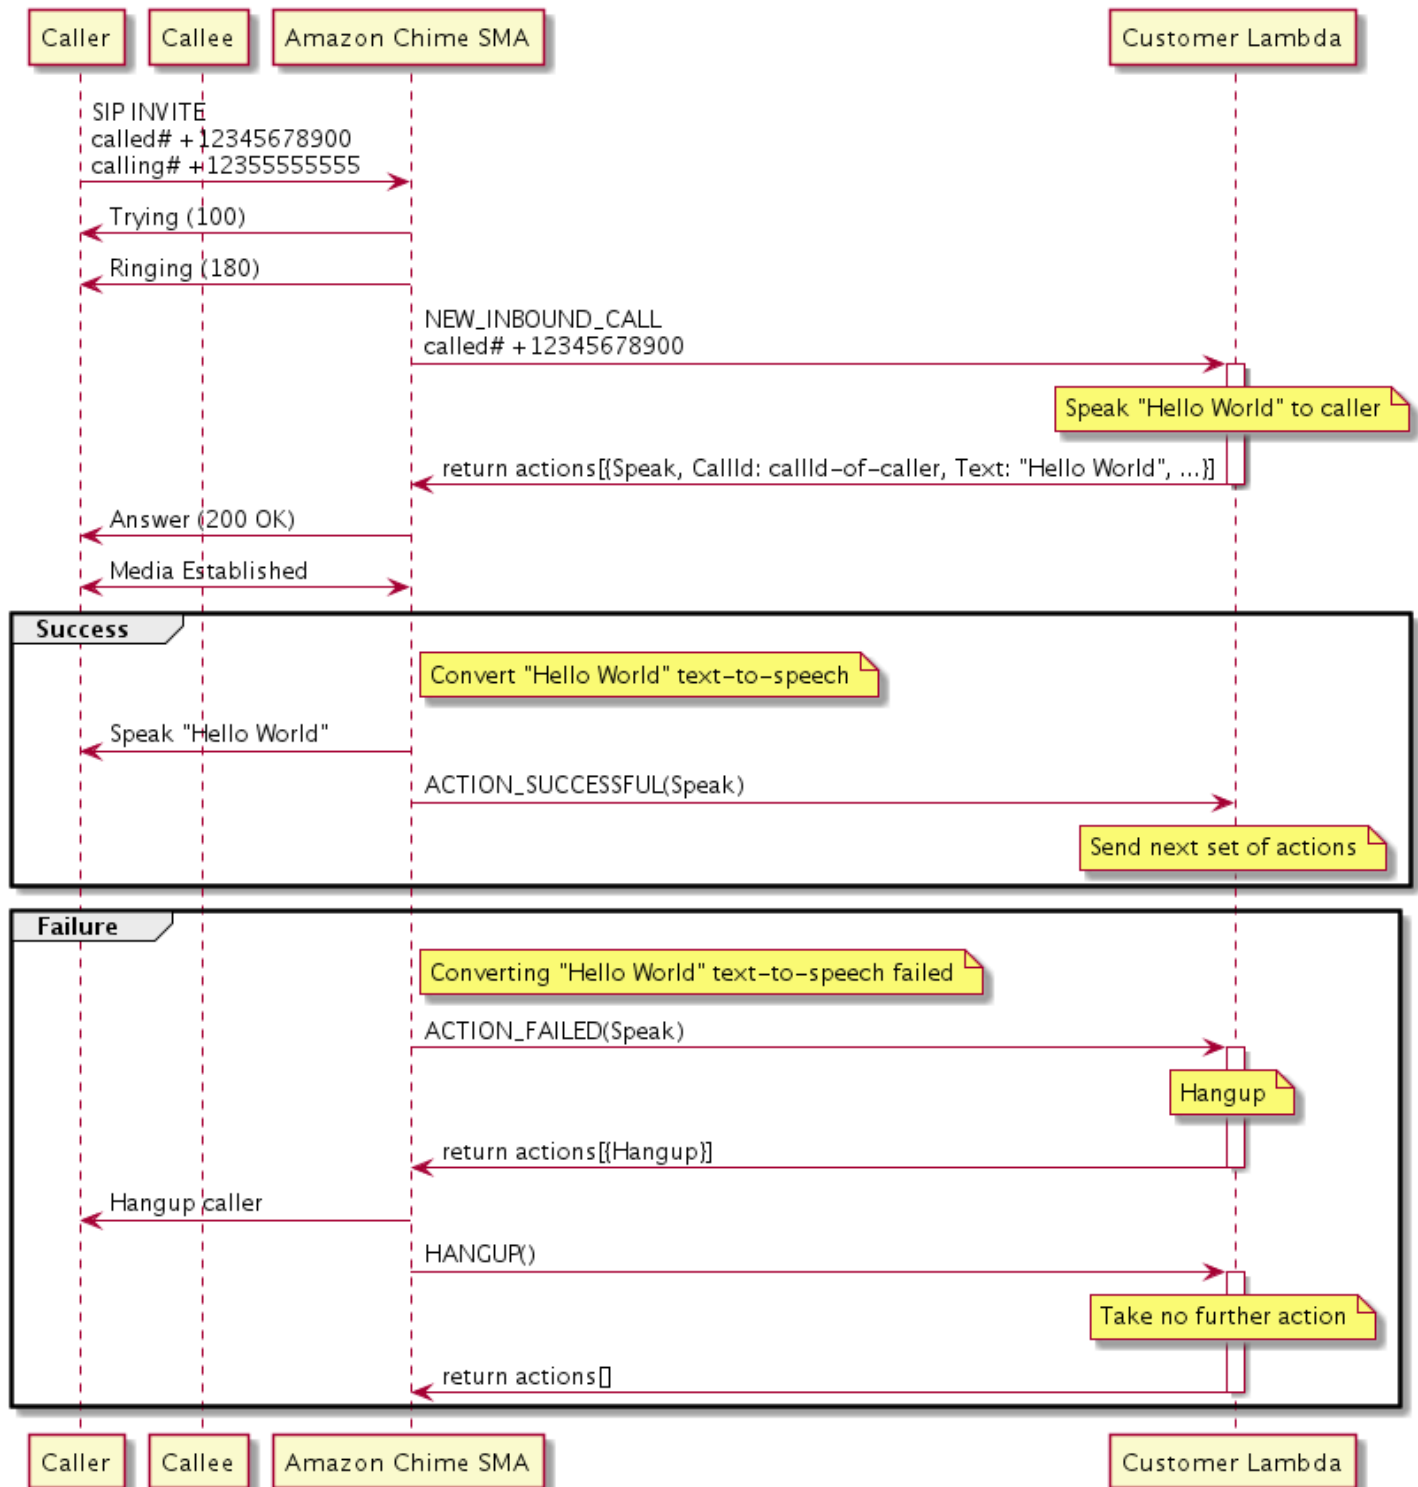 Caller
Callee
Amazon Chime SMA
Customer Lambda
SIP INVITE
called# +12345678900
calling# +12355555555
Trying (100)
Ringing (180)
NEW_INBOUND_CALL
called# +12345678900
Speak "Hello World" to caller
return actions[{Speak, CallId: callId-of-caller, Text: "Hello World", ...}]
Answer (200 OK)
Media Established
Success
Convert "Hello World" text-to-speech
Speak "Hello World"
ACTION_SUCCESSFUL(Speak)
Send next set of actions
Failure
Converting "Hello World" text-to-speech failed
ACTION_FAILED(Speak)
Hangup
return actions[{Hangup}]
Hangup caller
HANGUP()
Take no further action
return actions[]
Caller
Callee
Amazon Chime SMA
Customer Lambda